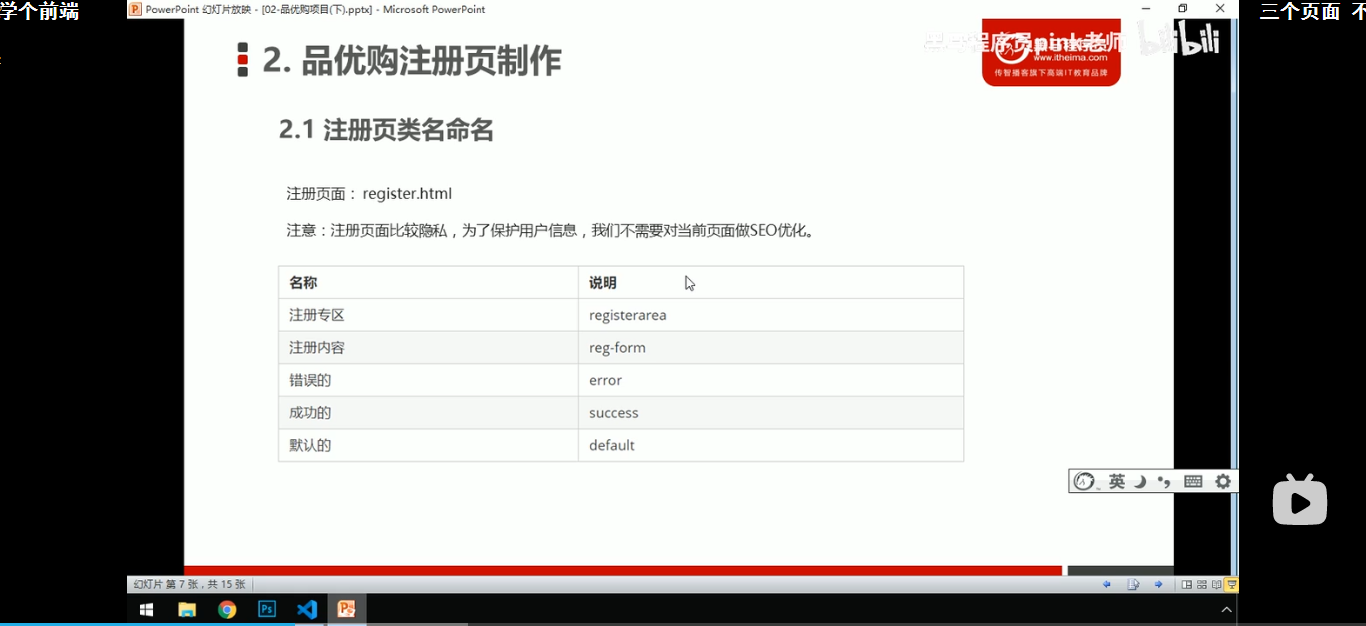 学个前端
三个页面 不
PowerPoint 幻灯片放映 - [02-品优购项目(下).pptx] - Microsoft PowerPoint
程序员pink老师
bilibili
www.itheima.com
传智播客旗下高端IT教育品牌
2. 品优购注册页制作
2.1 注册页类名命名
注册页面： register.html
注意：注册页面比较隐私，为了保护用户信息，我们不需要对当前页面做SEO优化。
名称 说明
注册专区 registerarea
注册内容 reg-form
错误的 error
成功的 success
默认的 default
英
幻灯片 第 7 张，共 15 张
Ps